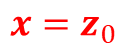 x = z₀